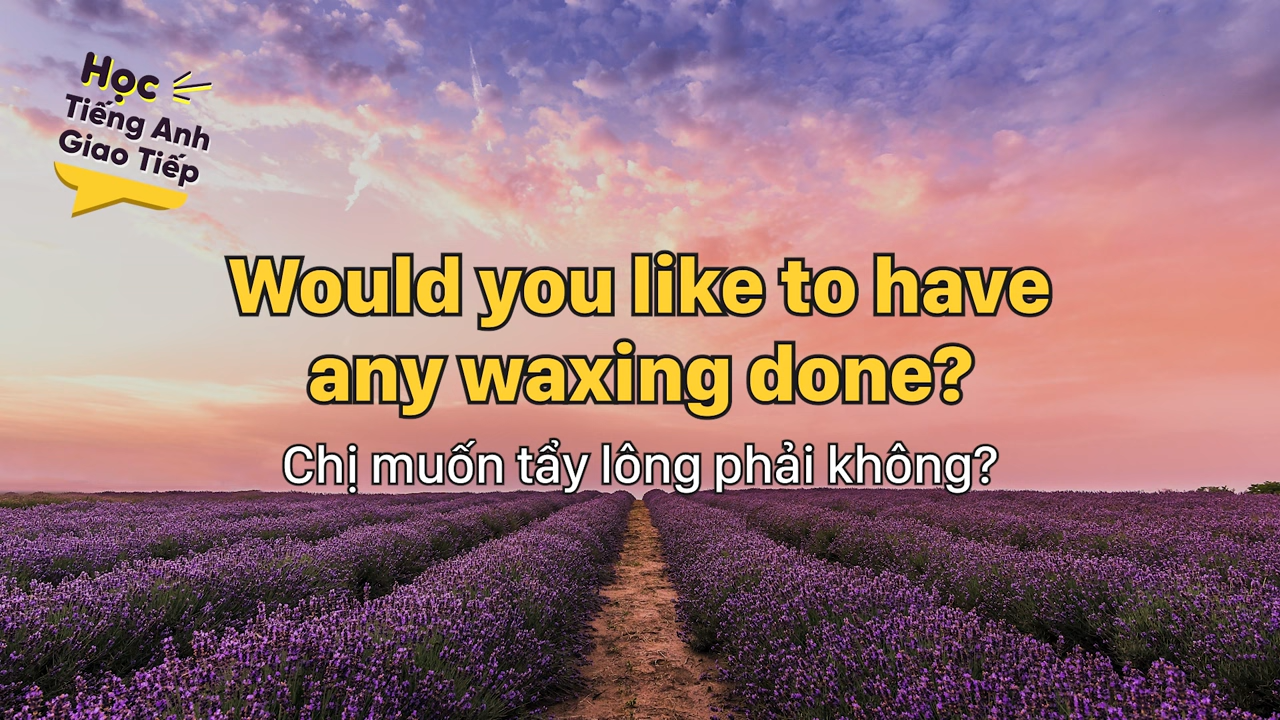 Học
Tiếng Anh
Giao Tiếp
Would you like to have
any waxing done?
Chị muốn tẩy lông phải không?